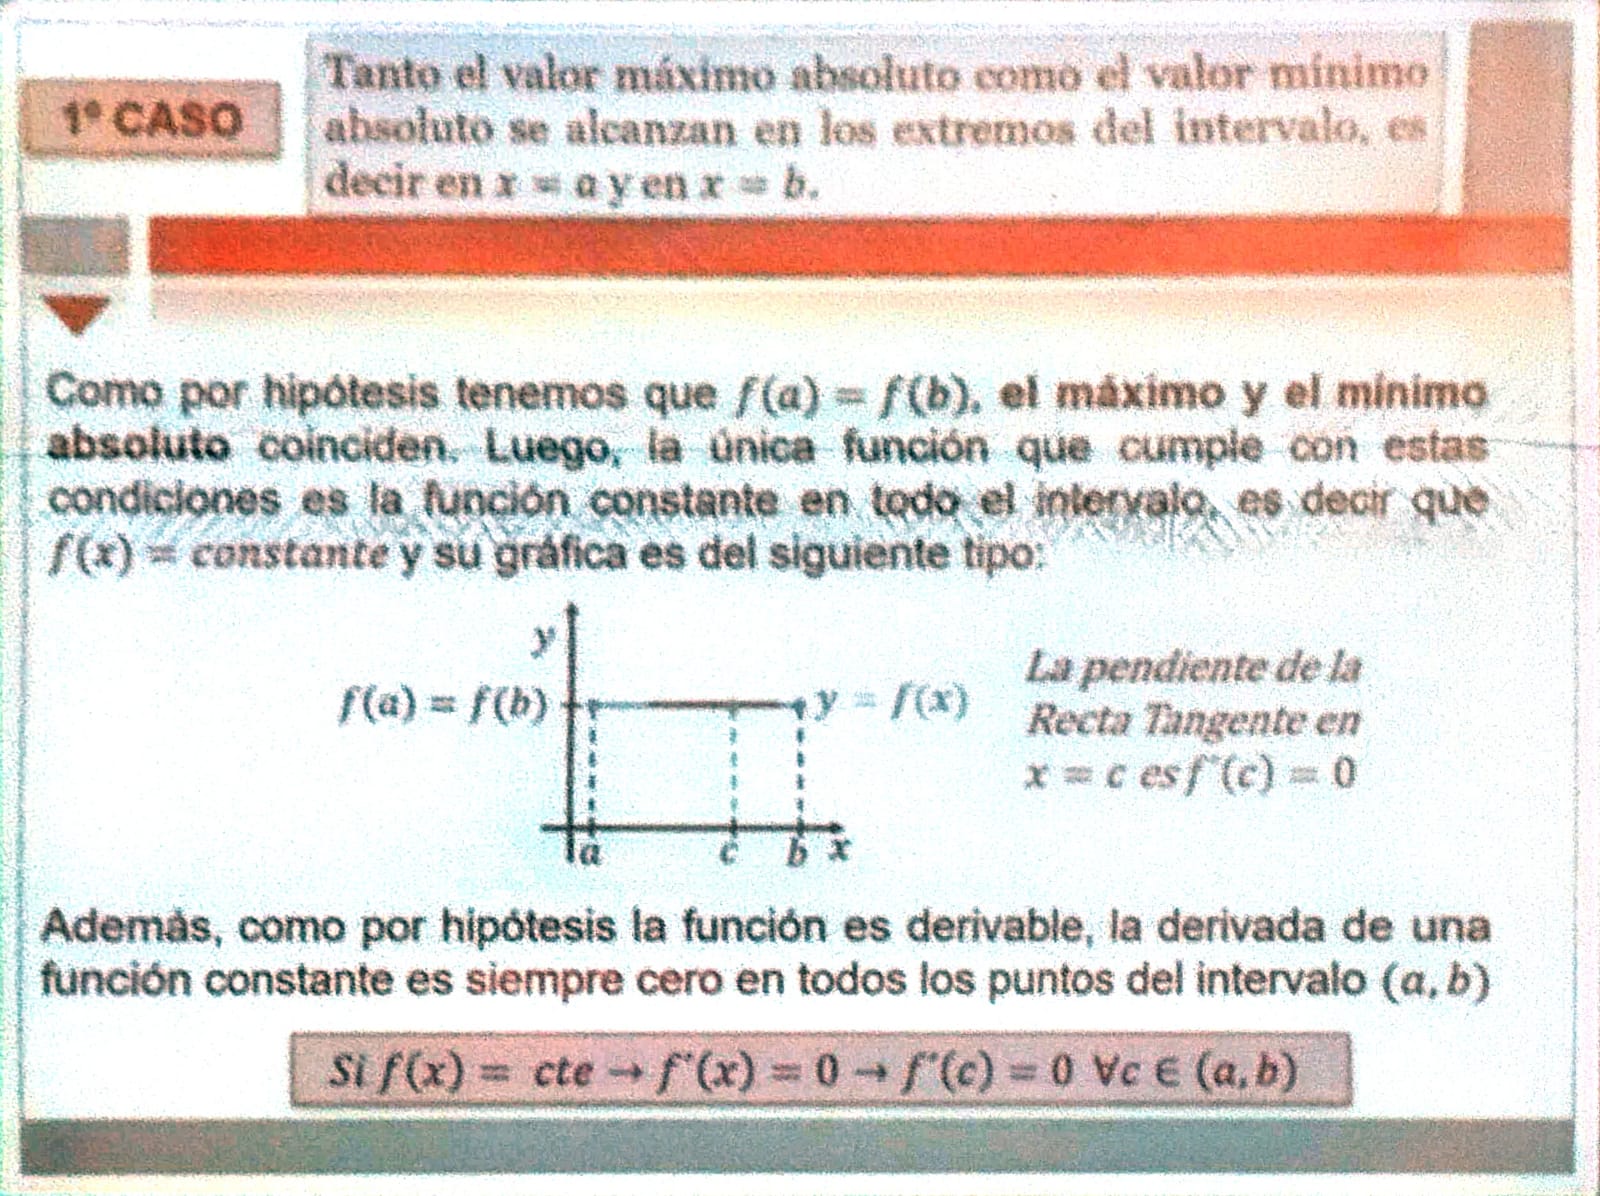 1º CASO
Tanto el valor máximo absoluto como el valor mínimo
absoluto se alcanzan en los extremos del intervalo, es
decir en x = a y en x = b.
Como por hipótesis tenemos que f(a) = f(b), el máximo y el mínimo
absoluto coinciden. Luego, la única función que cumple con estas
condiciones es la función constante en todo el intervalo, es decir que
f(x) = constante y su gráfica es del siguiente tipo:
y
f(a) = f(b)
y = f(x)
a c b x
La pendiente de la
Recta Tangente en
x = c es f´(c) = 0
Además, como por hipótesis la función es derivable, la derivada de una
función constante es siempre cero en todos los puntos del intervalo (a, b)
Si f(x) = cte → f´(x) = 0 → f´(c) = 0 ∀c ∈ (a, b)